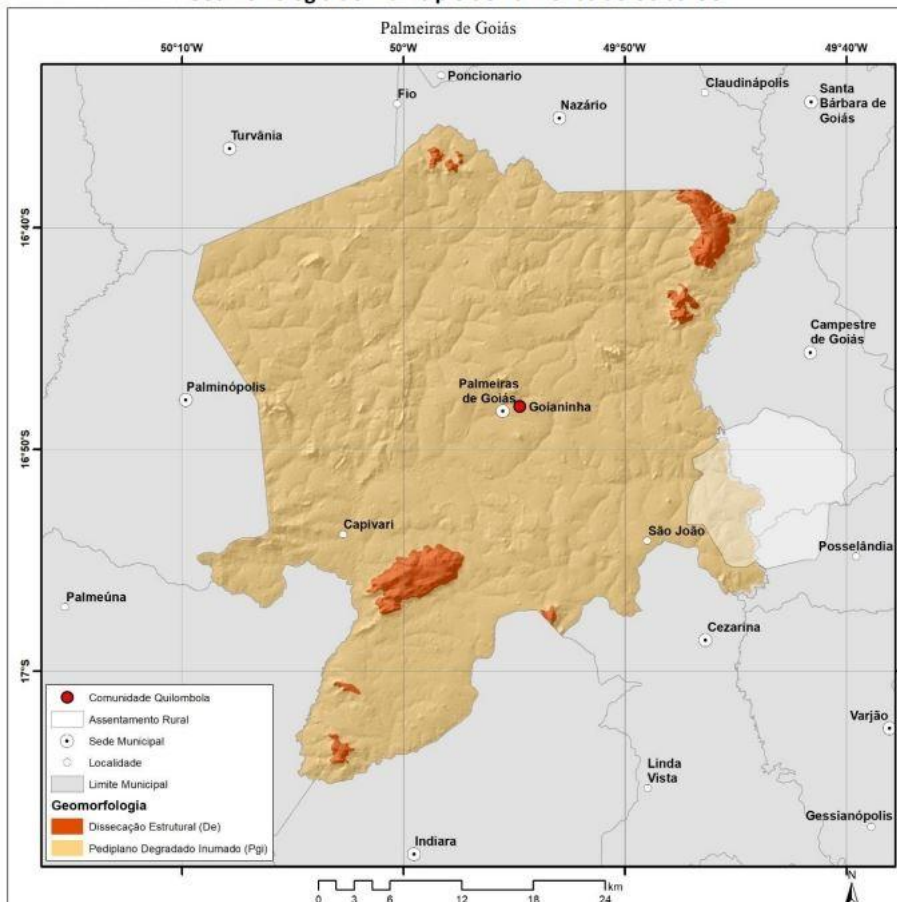 Palmeiras de Goiás
50°10'W
50°W
49°50'W
49°40'W
Poncionario
Claudinápolis
Santa
Bárbara de
Goiás
Fio
Nazário
Turvânia
16°40'S
Campestre
de Goiás
Palminópolis
Palmeiras
de Goiás
Goianinha
16°50'S
Capivari
São João
Posselândia
Palmeúna
Cezarina
17°S
Varjão
Linda
Vista
Gessianópolis
Indiara
Comunidade Quilombola
Assentamento Rural
Sede Municipal
Localidade
Limite Municipal
Geomorfologia
Dissecação Estrutural (De)
Pediplano Degradado Inumado (Pgi)
0 3 6 12 18 24
km
N